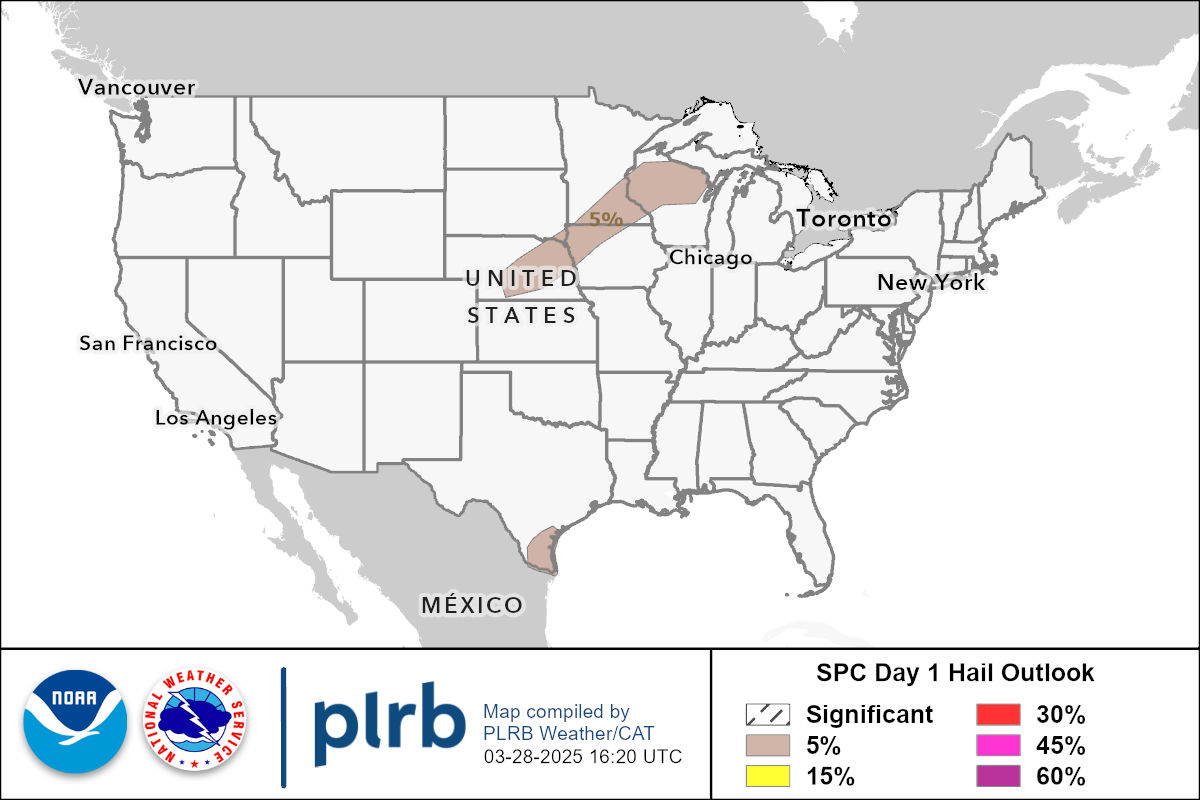 Vancouver
5%
Toronto
Chicago
UNITED
New York
STATES
San Francisco
Los Angeles
MÉXICO
NOAA
NATIONAL WEATHER SERVICE
plrb
Map compiled by
PLRB Weather/CAT
03-28-2025 16:20 UTC
SPC Day 1 Hail Outlook
Significant
30%
5%
45%
15%
60%